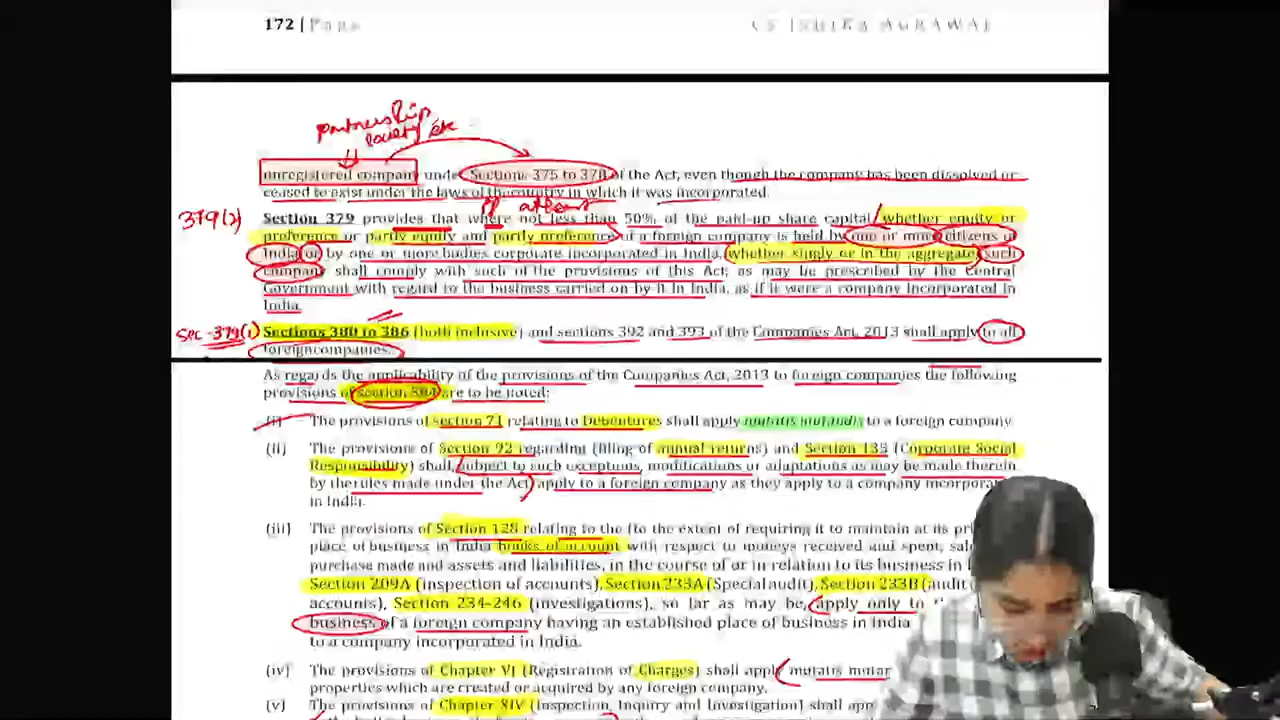 172 | Page
CS ISHIKA AGRAWAL
partnership
society etc
unregistered company under Sections 375 to 378 of the Act, even though the company has been dissolved or
ceased to exist under the laws of the country in which it was incorporated.
if atleast
379(2)
Section 379 provides that where not less than 50% of the paid-up share capital, whether equity or
preference or partly equity and partly preference, of a foreign company is held by one or more citizens of
India or by one or more bodies corporate incorporated in India, whether singly or in the aggregate, such
company shall comply with such of the provisions of this Act, as may be prescribed by the Central
Government with regard to the business carried on by it in India, as if it were a company incorporated in
India.
Sec-379(1)
Sections 380 to 386 (both inclusive) and sections 392 and 393 of the Companies Act, 2013 shall apply to all
foreigncompanies.
As regards the applicability of the provisions of the Companies Act, 2013 to foreign companies the following
provisions of section 384 are to be noted:
(i) The provisions of section 71 relating to Debentures shall apply mutatis mutandis to a foreign company
(ii) The provisions of Section 92 regarding (filing of annual returns) and Section 135 (Corporate Social
Responsibility) shall, subject to such exceptions, modifications or adaptations as may be made therein
by the rules made under the Act, apply to a foreign company as they apply to a company incorporat
in India.
(iii) The provisions of Section 128 relating to the (to the extent of requiring it to maintain at its pri
place of business in India books of account with respect to moneys received and spent, sal
purchase made and assets and liabilities, in the course of or in relation to its business in
Section 209A (inspection of accounts), Section 233A (Special audit), Section 233B (audit
accounts), Section 234-246 (investigations), so far as may be, apply only to
business of a foreign company having an established place of business in India
to a company incorporated in India.
(iv) The provisions of Chapter VI (Registration of Charges) shall apply mutatis mutan
properties which are created or acquired by any foreign company.
(v) The provisions of Chapter XIV (Inspection, Inquiry and Investigation) shall app